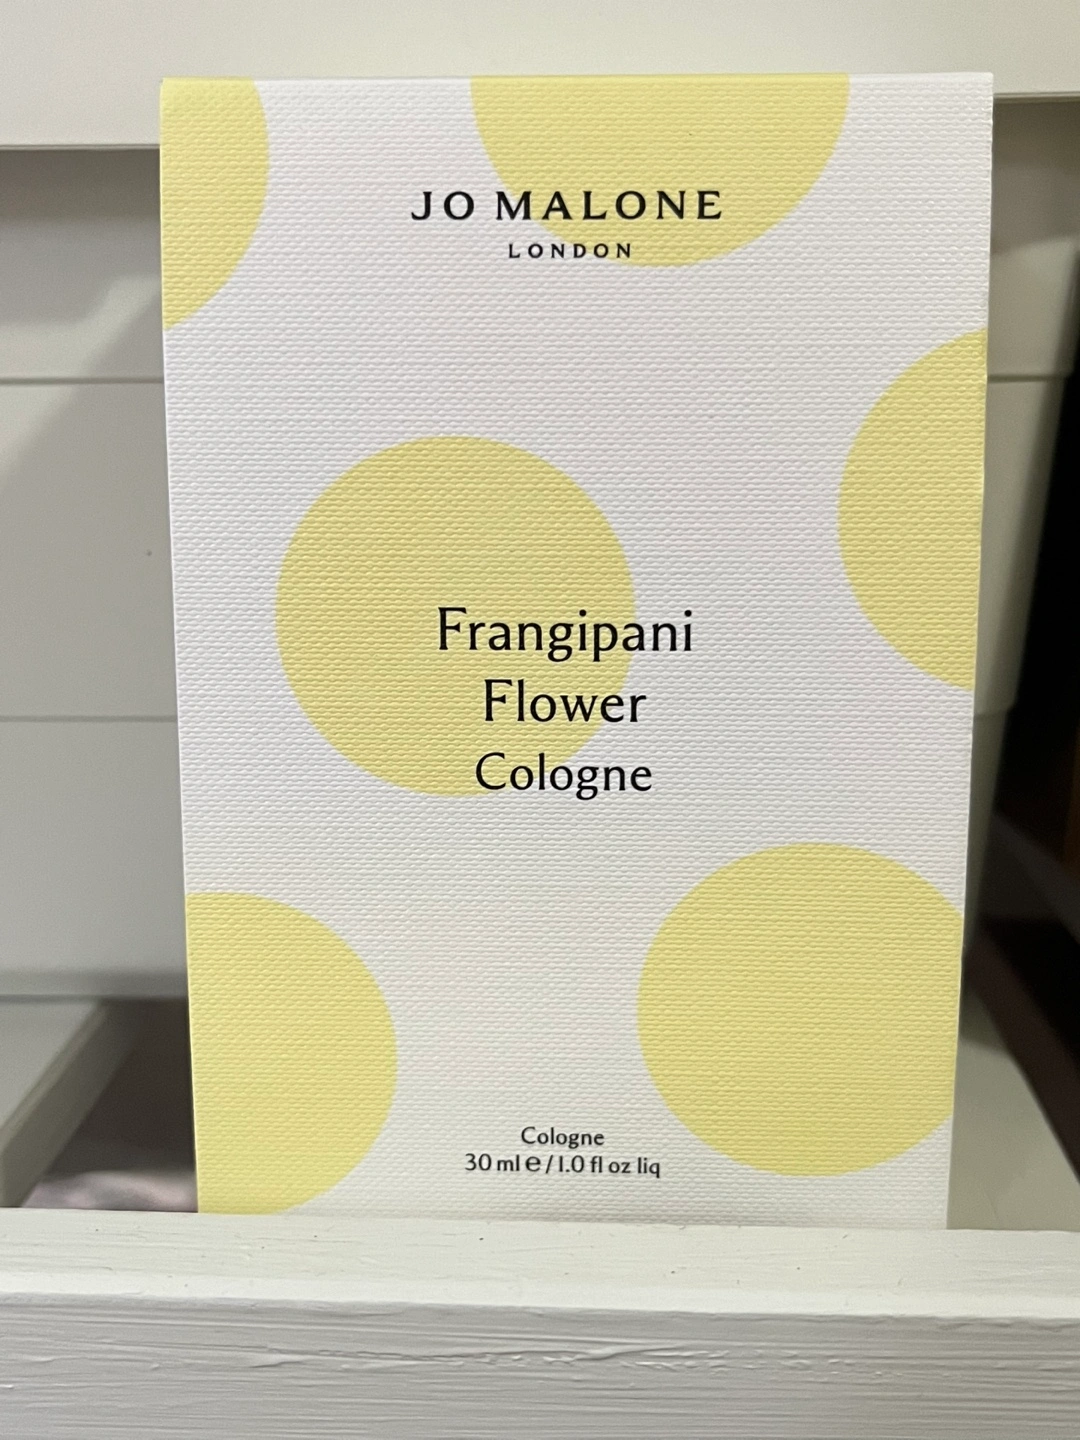 JO MALONE
LONDON
Frangipani
Flower
Cologne
Cologne
30 ml ℮ / 1.0 fl oz liq